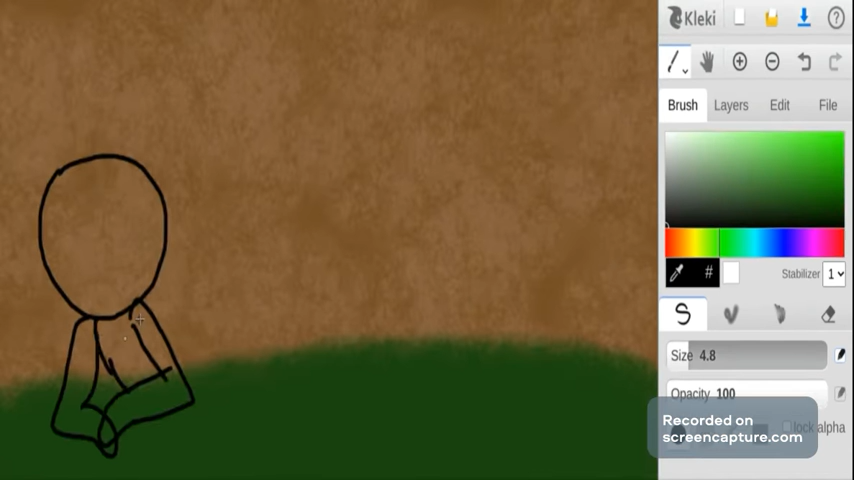 Kleki
Brush Layers Edit File
# Stabilizer 1
Size 4.8
Opacity 100
lock alpha
Recorded on
screencapture.com